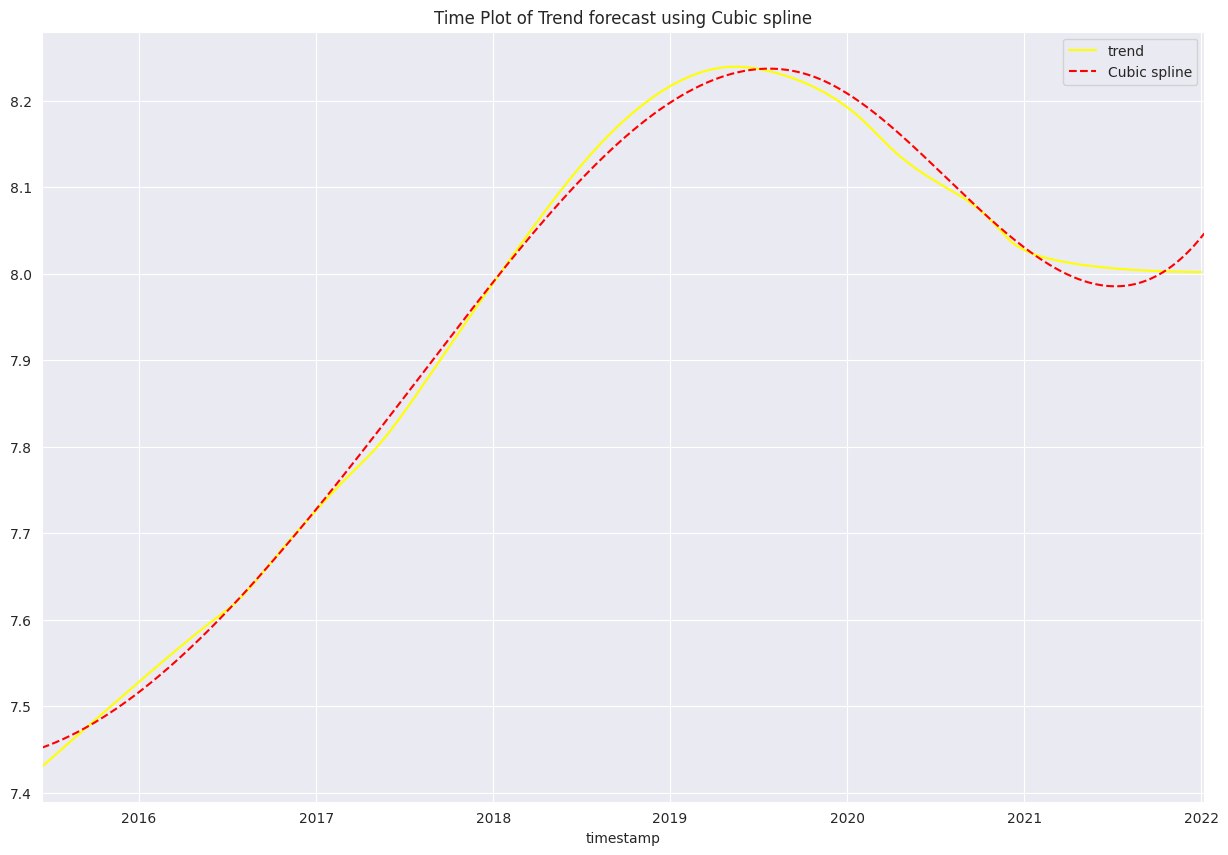 Time Plot of Trend forecast using Cubic spline
trend
Cubic spline
8.2
8.1
8.0
7.9
7.8
7.7
7.6
7.5
7.4
2016 2017 2018 2019 2020 2021 2022
timestamp